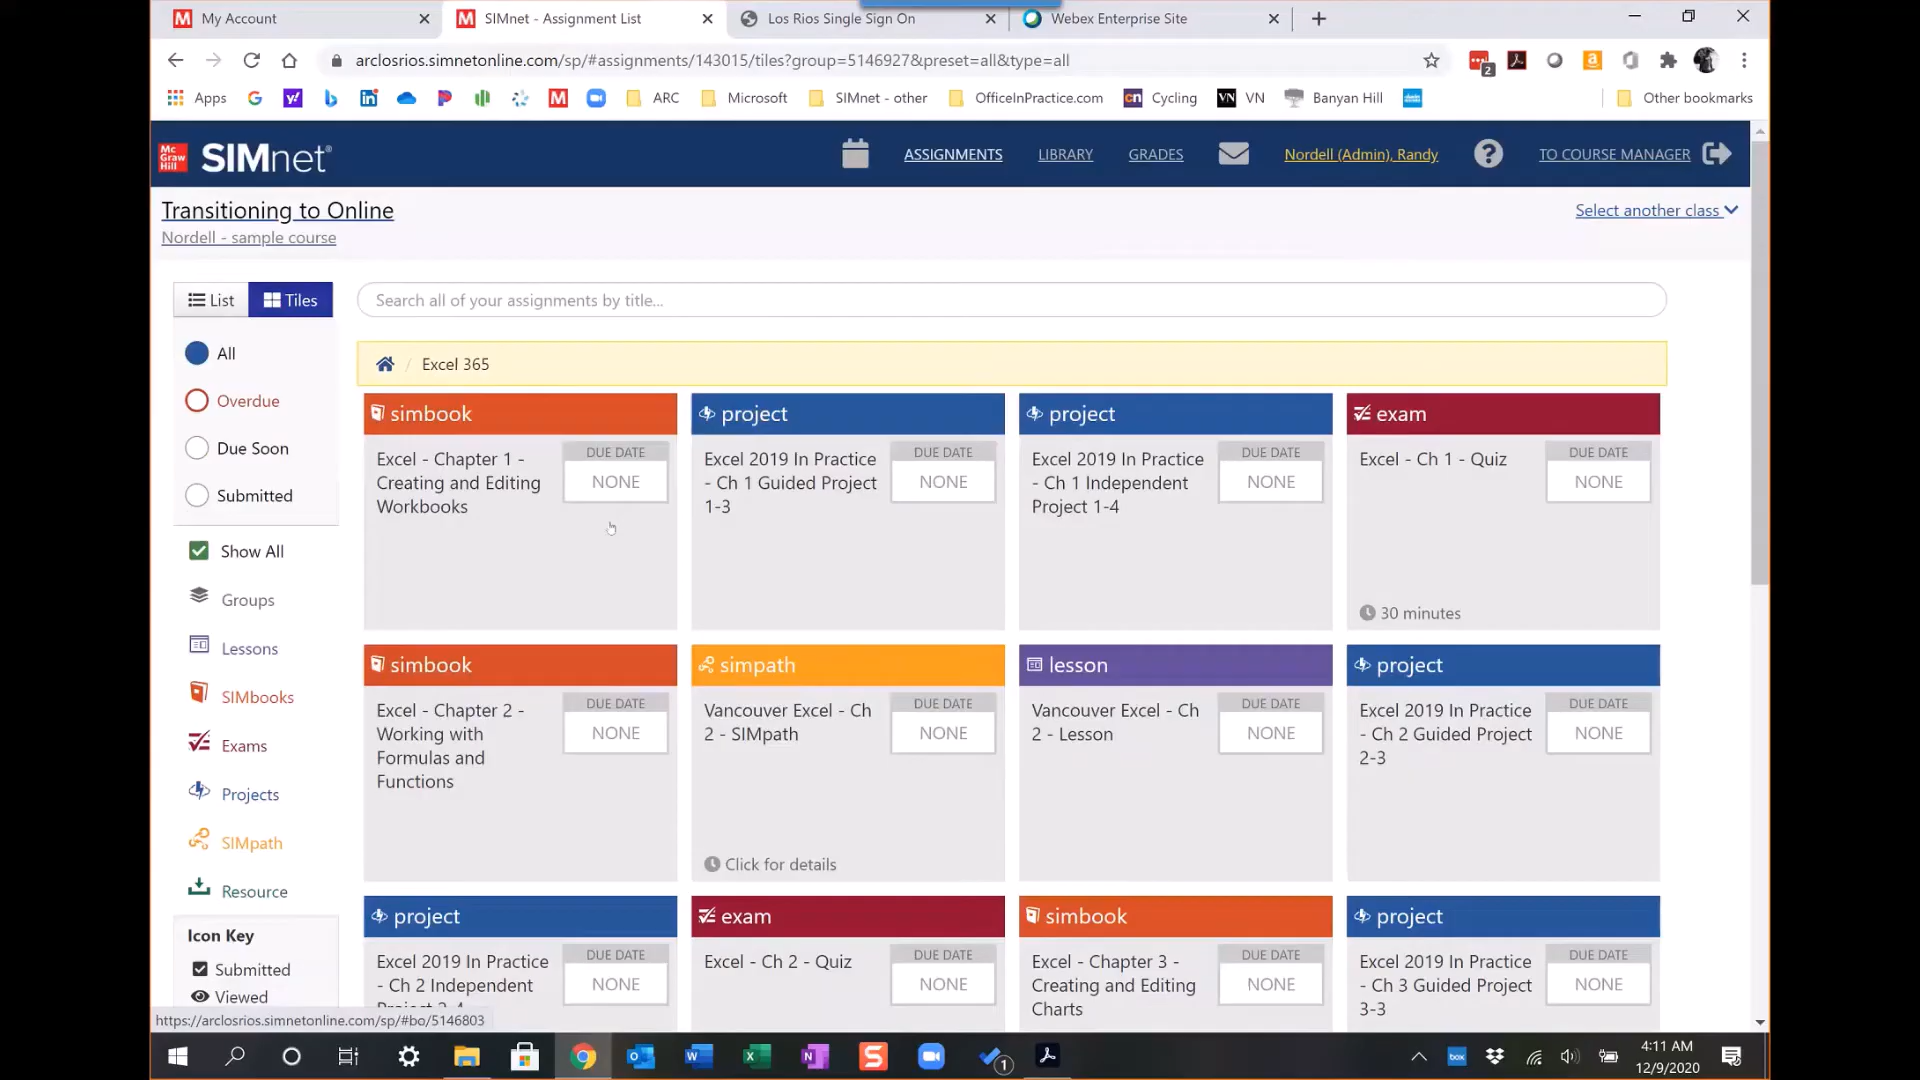 My Account
SIMnet - Assignment List
Los Rios Single Sign On
Webex Enterprise Site
arclosrios.simnetonline.com/sp/#assignments/143015/tiles?group=5146927&preset=all&type=all
2
Apps
ARC
Microsoft
SIMnet - other
OfficeInPractice.com
cn Cycling
VN VN
Banyan Hill
Other bookmarks
Mc Graw Hill SIMnet®
ASSIGNMENTS
LIBRARY
GRADES
Nordell (Admin), Randy
?
TO COURSE MANAGER
Transitioning to Online
Nordell - sample course
Select another class
List
Tiles
Search all of your assignments by title...
All
Overdue
Due Soon
Submitted
Show All
Groups
Lessons
SIMbooks
Exams
Projects
SIMpath
Resource
Icon Key
Submitted
Viewed
/ Excel 365
simbook
Excel - Chapter 1 -
Creating and Editing
Workbooks
DUE DATE
NONE
project
Excel 2019 In Practice
- Ch 1 Guided Project
1-3
DUE DATE
NONE
project
Excel 2019 In Practice
- Ch 1 Independent
Project 1-4
DUE DATE
NONE
exam
Excel - Ch 1 - Quiz
DUE DATE
NONE
30 minutes
simbook
Excel - Chapter 2 -
Working with
Formulas and
Functions
DUE DATE
NONE
simpath
Vancouver Excel - Ch
2 - SIMpath
DUE DATE
NONE
Click for details
lesson
Vancouver Excel - Ch
2 - Lesson
DUE DATE
NONE
project
Excel 2019 In Practice
- Ch 2 Guided Project
2-3
DUE DATE
NONE
project
Excel 2019 In Practice
- Ch 2 Independent
Project 2-4
DUE DATE
NONE
exam
Excel - Ch 2 - Quiz
DUE DATE
NONE
simbook
Excel - Chapter 3 -
Creating and Editing
Charts
DUE DATE
NONE
project
Excel 2019 In Practice
- Ch 3 Guided Project
3-3
DUE DATE
NONE
https://arclosrios.simnetonline.com/sp/#bo/5146803
1
box
4:11 AM
12/9/2020